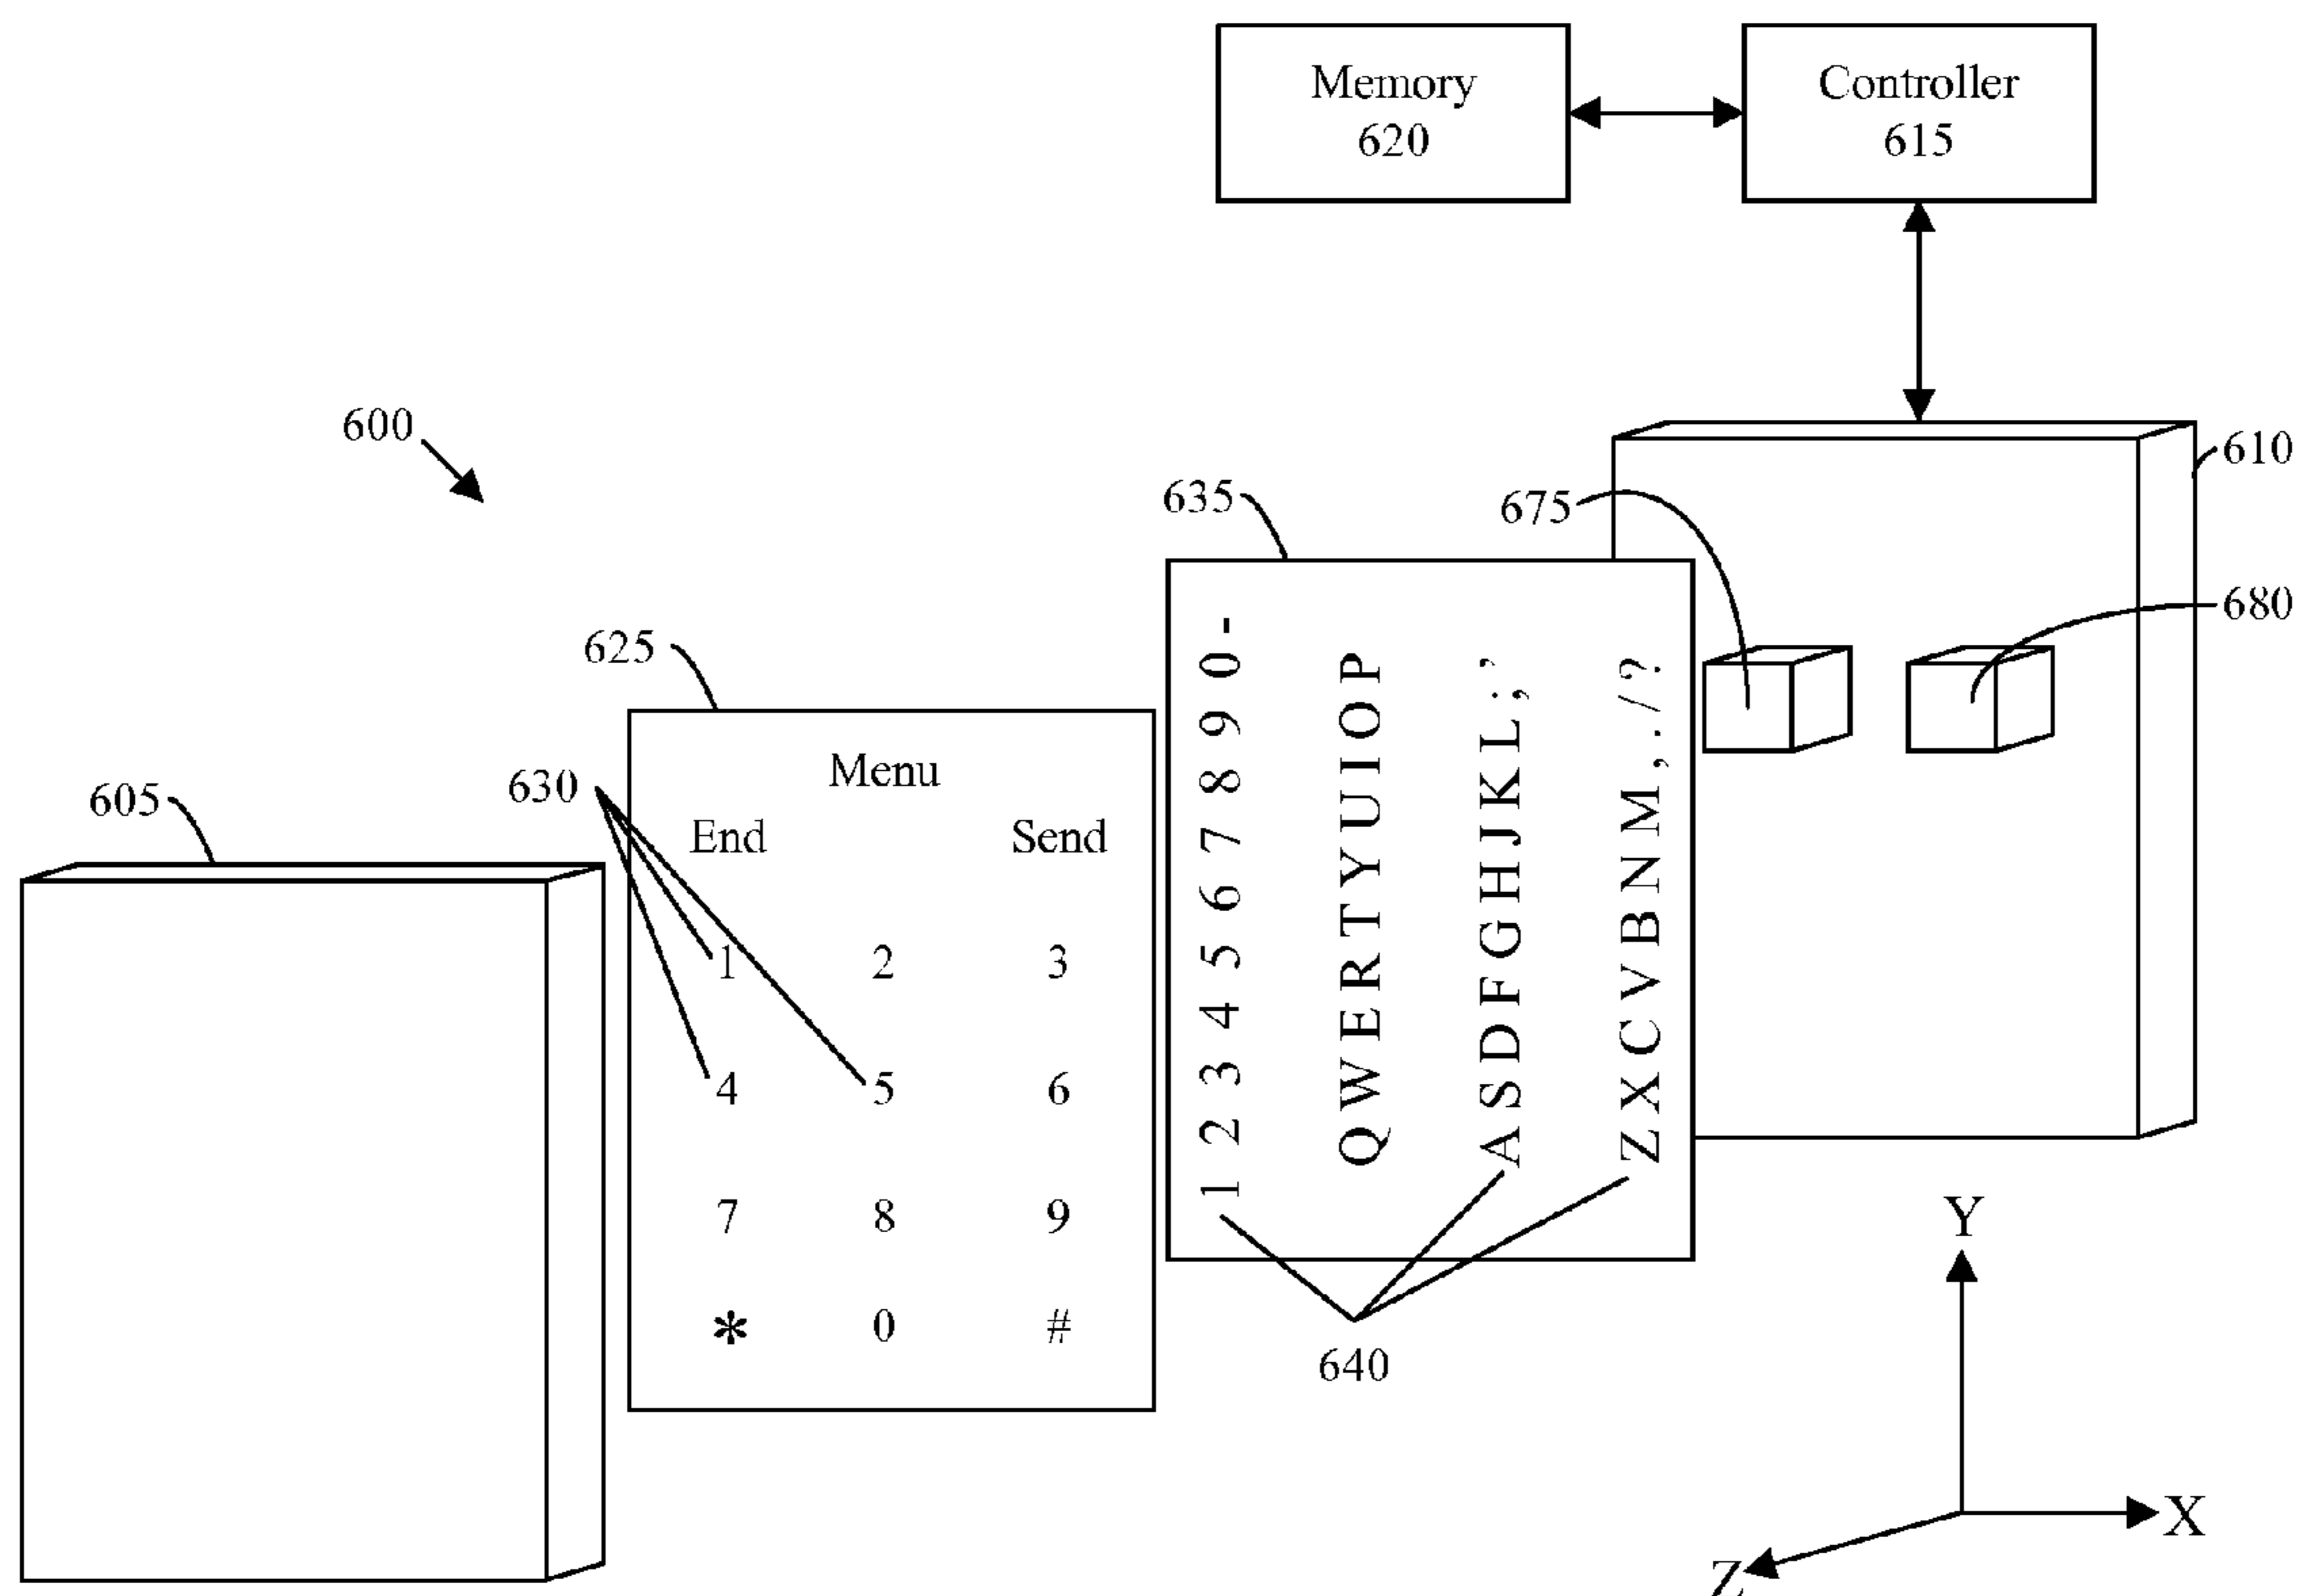 Memory
620
Controller
615
600
610
635
675
680
625
630
605
Menu
End Send
1 2 3
4 5 6
7 8 9
* 0 #
1 2 3 4 5 6 7 8 9 0 -
Q W E R T Y U I O P
A S D F G H J K L ; ’
Z X C V B N M , . / ?
640
Y
X
Z